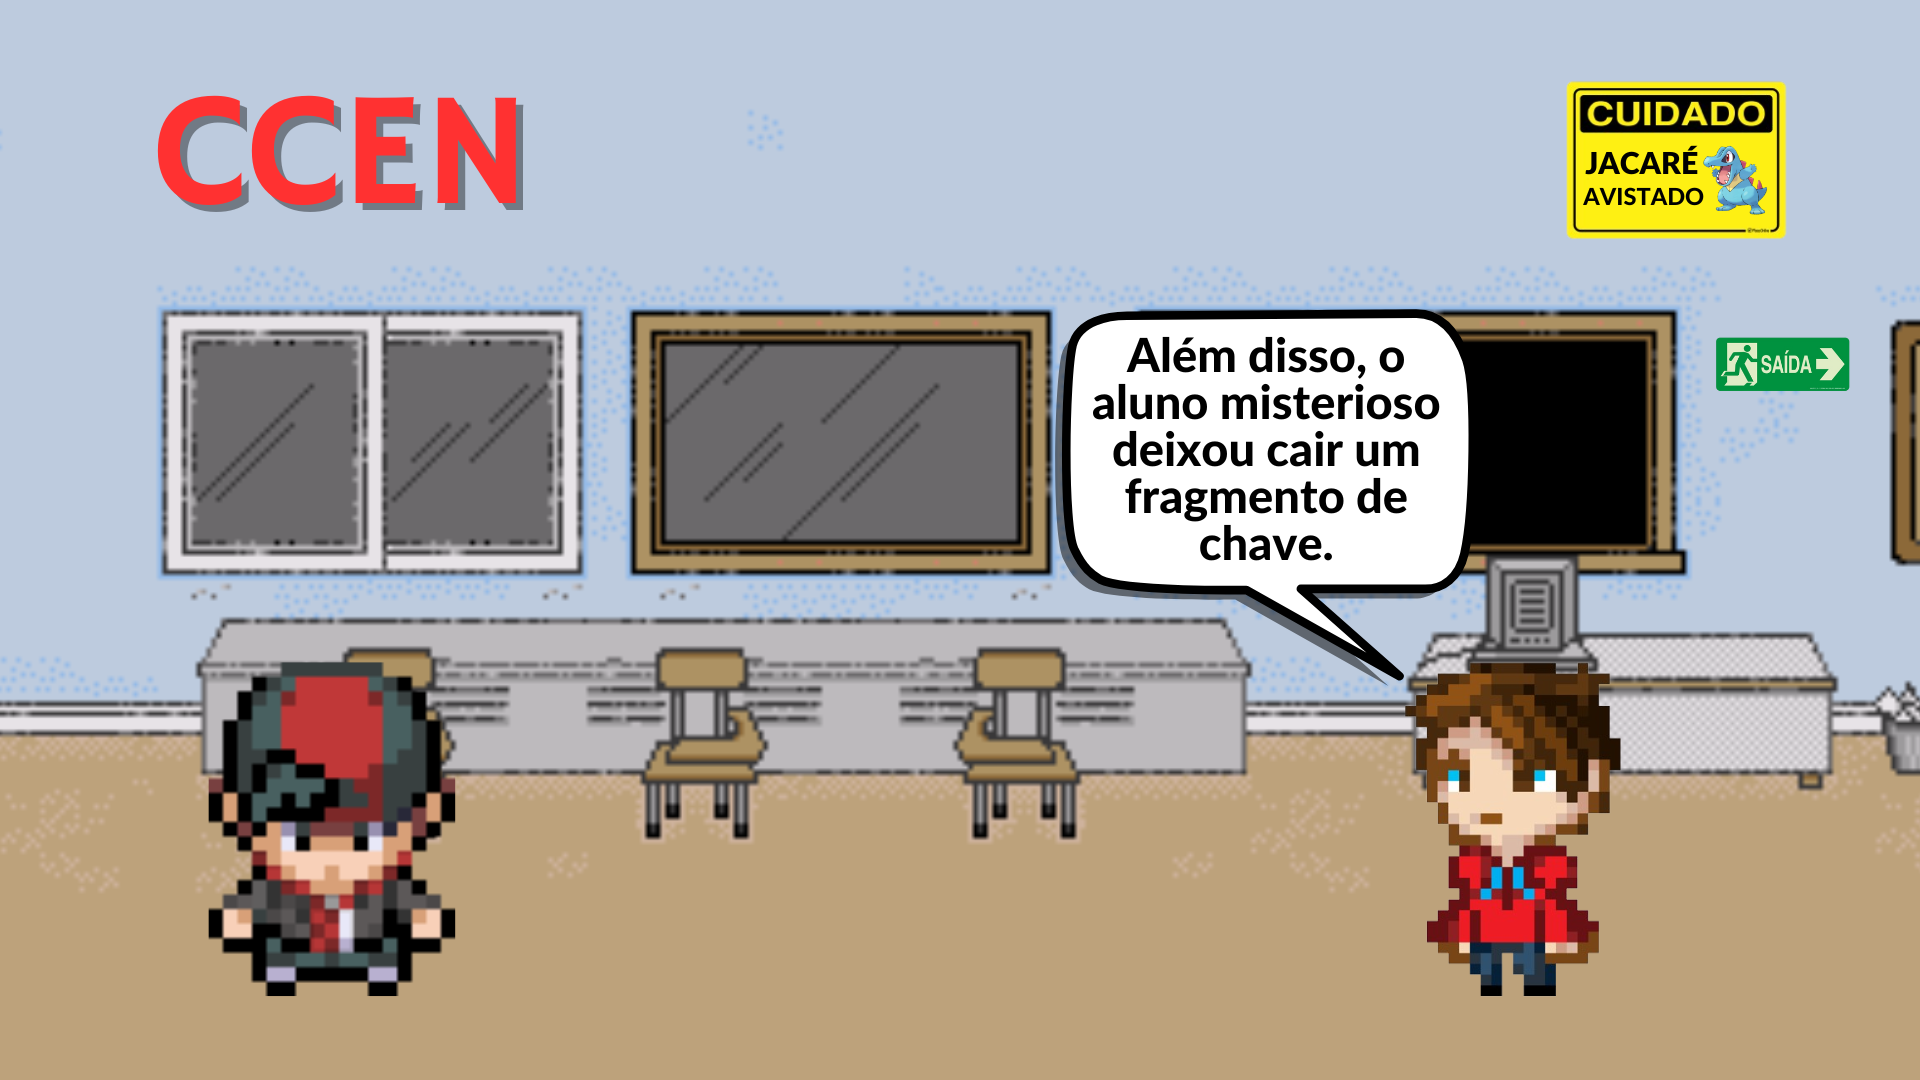 CCEN
CUIDADO
JACARÉ
AVISTADO
Além disso, o
aluno misterioso
deixou cair um
fragmento de
chave.
SAÍDA